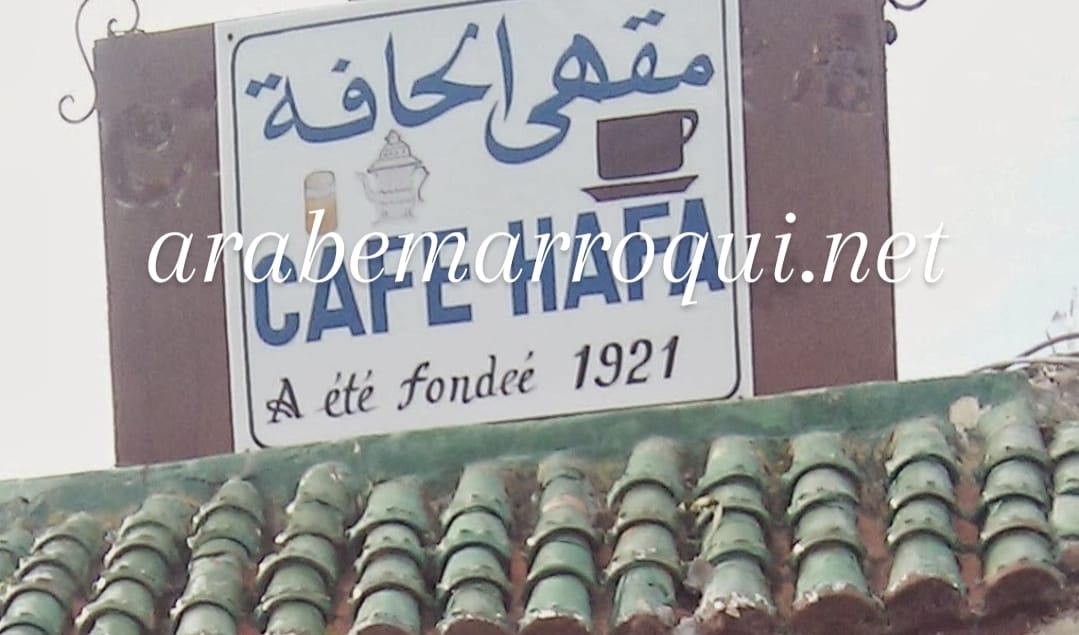 مقهى الحافة
arabemarroqui.net
CAFE HAFA
A été fondeé 1921